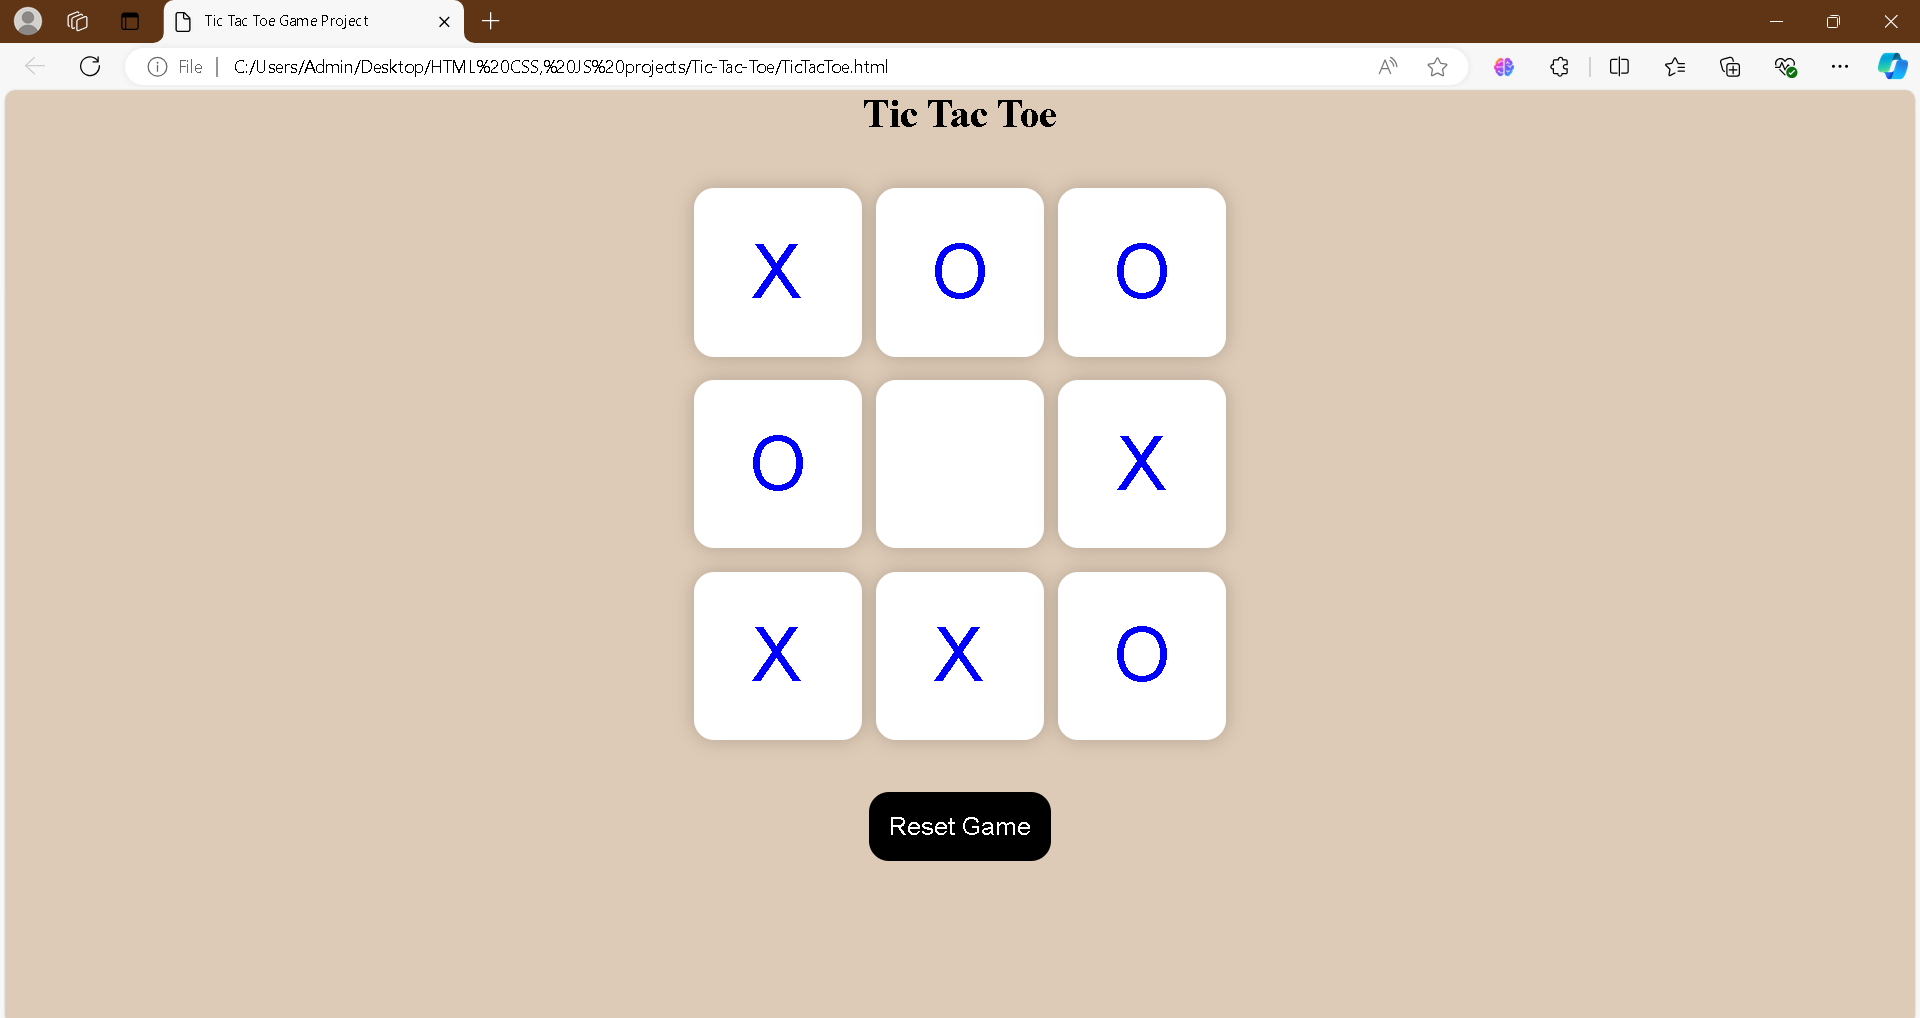 Tic Tac Toe Game Project
File C:/Users/Admin/Desktop/HTML%20CSS,%20JS%20projects/Tic-Tac-Toe/TicTacToe.html
Tic Tac Toe
X O O
O X
X X O
Reset Game